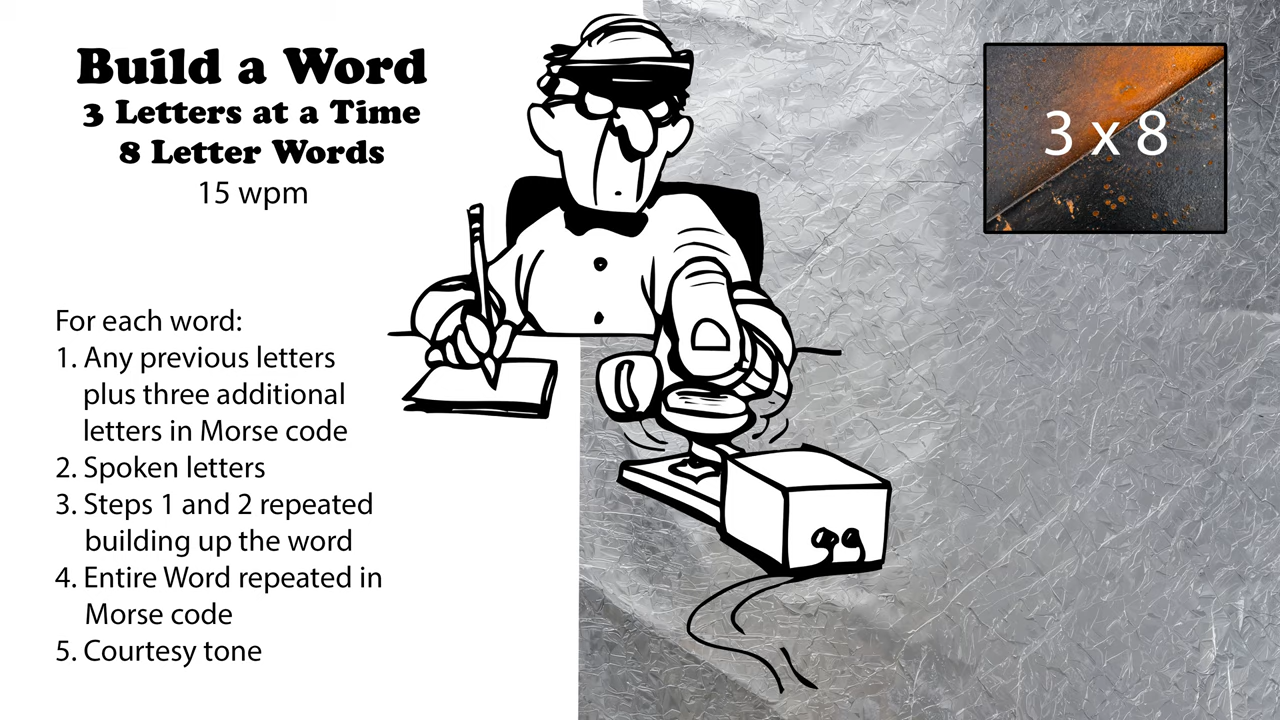 Build a Word
3 Letters at a Time
8 Letter Words
15 wpm
3 x 8
For each word:
1. Any previous letters
plus three additional
letters in Morse code
2. Spoken letters
3. Steps 1 and 2 repeated
building up the word
4. Entire Word repeated in
Morse code
5. Courtesy tone